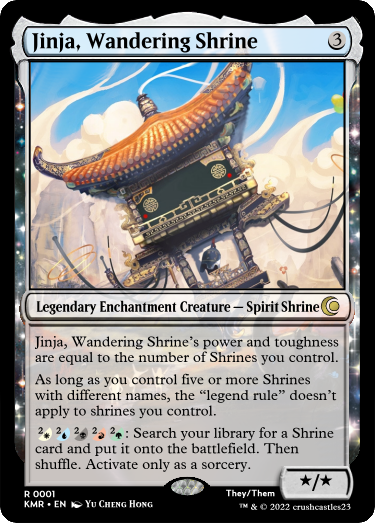 Jinja, Wandering Shrine 3
Legendary Enchantment Creature — Spirit Shrine
Jinja, Wandering Shrine's power and toughness
are equal to the number of Shrines you control.
As long as you control five or more Shrines
with different names, the “legend rule” doesn't
apply to shrines you control.
2 2 2 2 2: Search your library for a Shrine
card and put it onto the battlefield. Then
shuffle. Activate only as a sorcery.
★/★
R 0001
KMR • EN Yu Cheng Hong
They/Them
™ & © 2022 crushcastles23